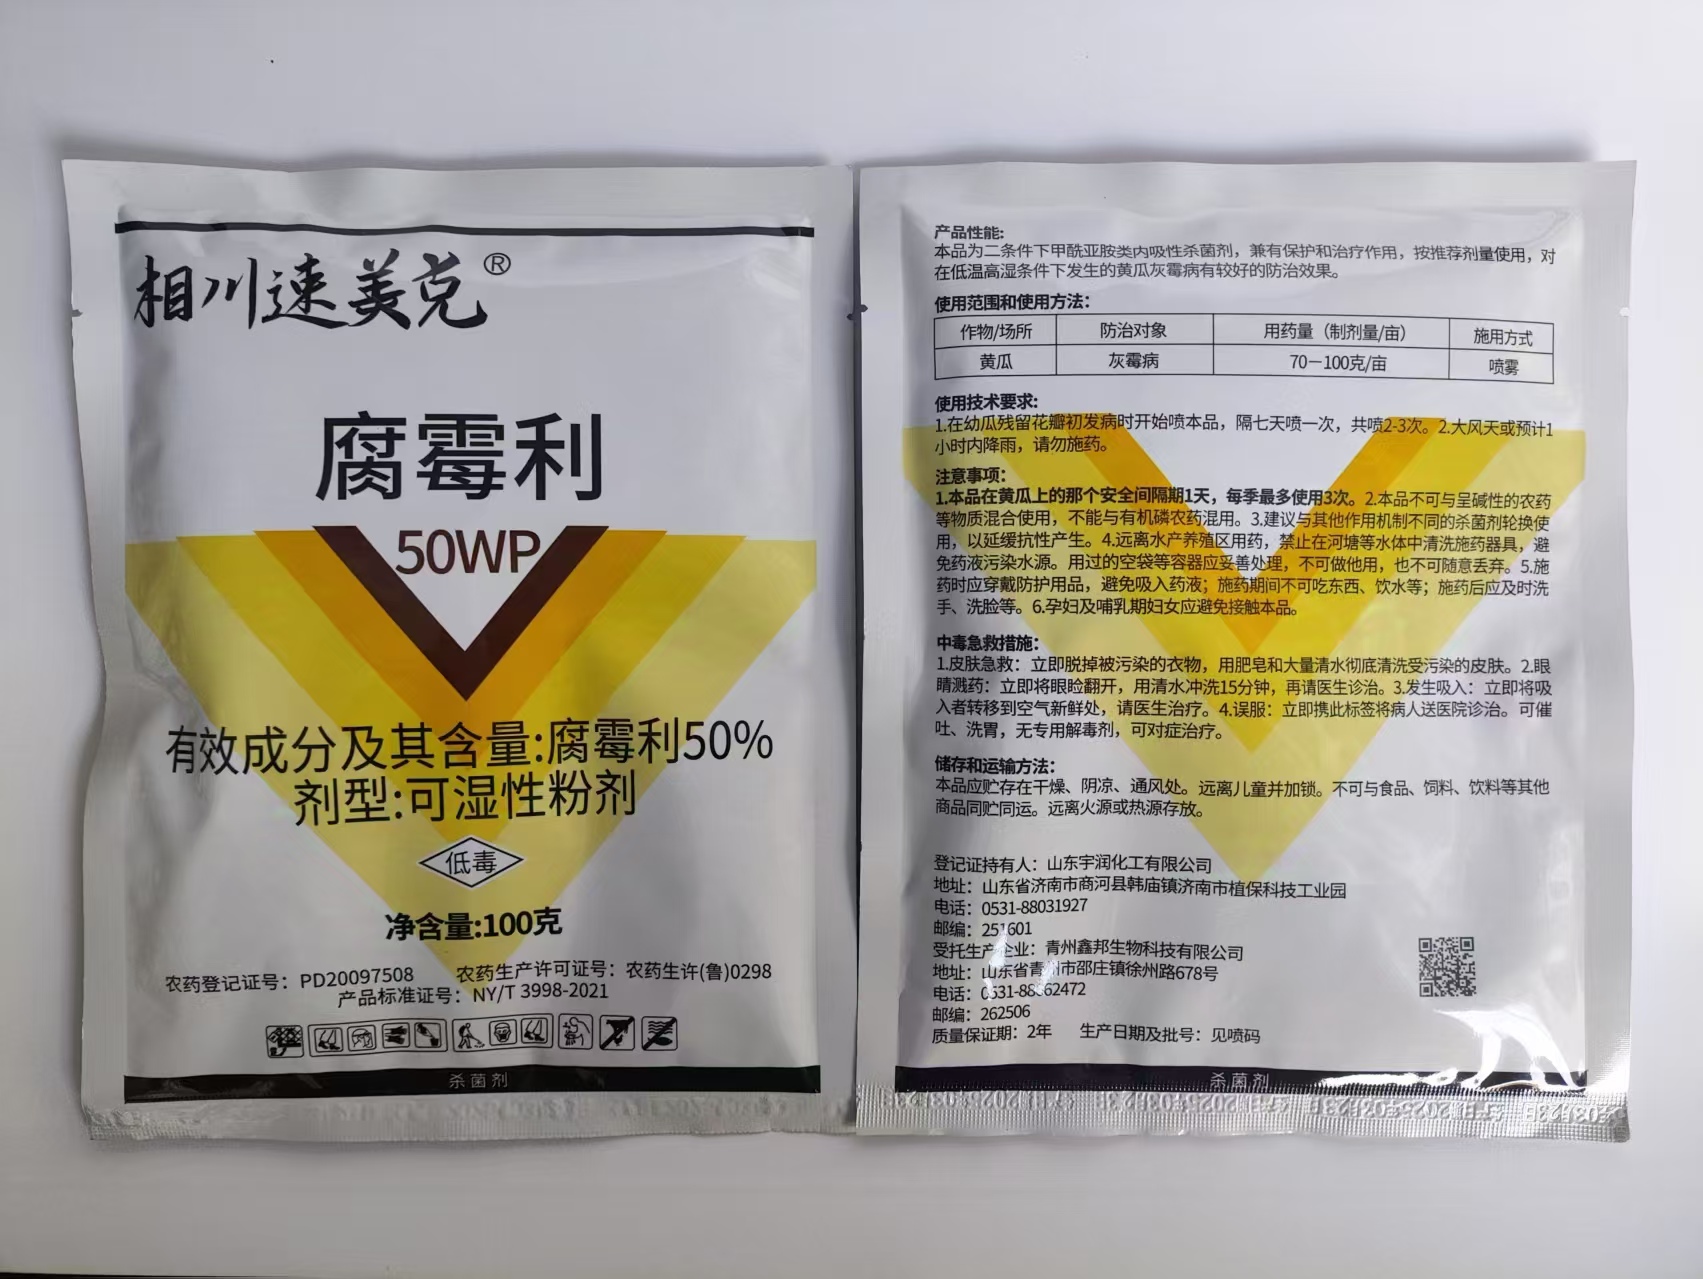 相川速美克®
腐霉利
50WP
有效成分及其含量:腐霉利50%
剂型:可湿性粉剂
低毒
净含量:100克
农药登记证号：PD20097508 农药生产许可证号：农药生许(鲁)0298
产品标准证号：NY/T 3998-2021
杀菌剂
产品性能:
本品为二条件下甲酰亚胺类内吸性杀菌剂，兼有保护和治疗作用，按推荐剂量使用，对
在低温高湿条件下发生的黄瓜灰霉病有较好的防治效果。
使用范围和使用方法：
作物/场所 防治对象 用药量（制剂量/亩） 施用方式
黄瓜 灰霉病 70－100克/亩 喷雾
使用技术要求:
1.在幼瓜残留花瓣初发病时开始喷本品，隔七天喷一次，共喷2-3次。2.大风天或预计1
小时内降雨，请勿施药。
注意事项：
1.本品在黄瓜上的那个安全间隔期1天，每季最多使用3次。2.本品不可与呈碱性的农药
等物质混合使用，不能与有机磷农药混用。3.建议与其他作用机制不同的杀菌剂轮换使
用，以延缓抗性产生。4.远离水产养殖区用药，禁止在河塘等水体中清洗施药器具，避
免药液污染水源。用过的空袋等容器应妥善处理，不可做他用，也不可随意丢弃。5.施
药时应穿戴防护用品，避免吸入药液；施药期间不可吃东西、饮水等；施药后应及时洗
手、洗脸等。6.孕妇及哺乳期妇女应避免接触本品。
中毒急救措施：
1.皮肤急救：立即脱掉被污染的衣物，用肥皂和大量清水彻底清洗受污染的皮肤。2.眼
睛溅药：立即将眼睑翻开，用清水冲洗15分钟，再请医生诊治。3.发生吸入：立即将吸
入者转移到空气新鲜处，请医生治疗。4.误服：立即携此标签将病人送医院诊治。可催
吐、洗胃，无专用解毒剂，可对症治疗。
储存和运输方法：
本品应贮存在干燥、阴凉、通风处。远离儿童并加锁。不可与食品、饲料、饮料等其他
商品同贮同运。远离火源或热源存放。
登记证持有人：山东宇润化工有限公司
地址：山东省济南市商河县韩庙镇济南市植保科技工业园
电话：0531-88031927
邮编：251601
受托生产企业：青州鑫邦生物科技有限公司
地址：山东省青州市邵庄镇徐州路678号
电话：0531-88662472
邮编：262506
质量保证期：2年 生产日期及批号：见喷码
杀菌剂